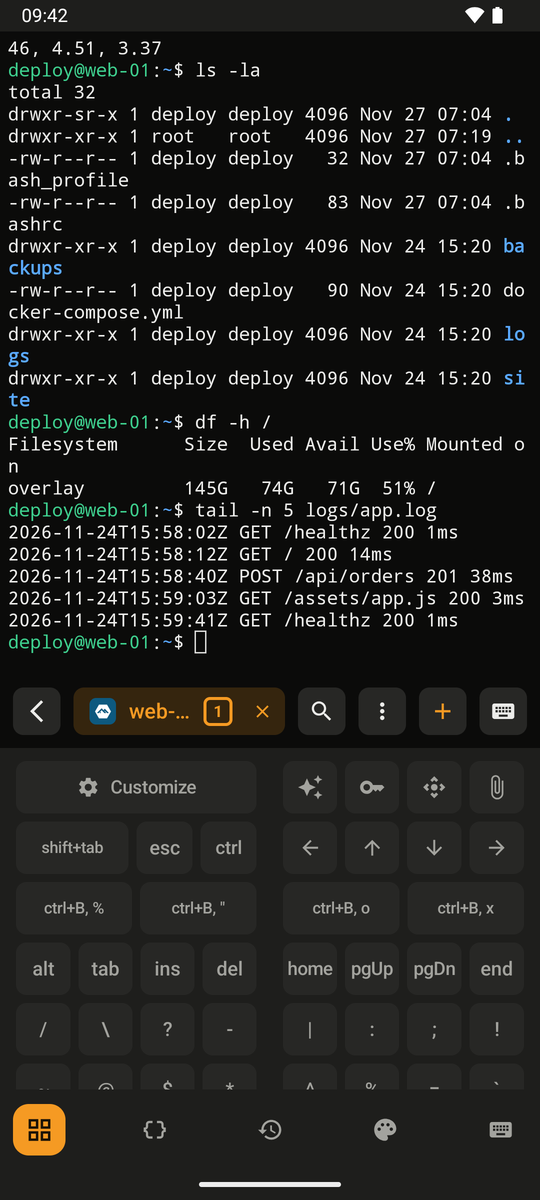 09:42
46, 4.51, 3.37
deploy@web-01:~$ ls -la
total 32
drwxr-sr-x 1 deploy deploy 4096 Nov 27 07:04 .
drwxr-xr-x 1 root   root   4096 Nov 27 07:19 ..
-rw-r--r-- 1 deploy deploy   32 Nov 27 07:04 .b
ash_profile
-rw-r--r-- 1 deploy deploy   83 Nov 27 07:04 .b
ashrc
drwxr-xr-x 1 deploy deploy 4096 Nov 24 15:20 ba
ckups
-rw-r--r-- 1 deploy deploy   90 Nov 24 15:20 do
cker-compose.yml
drwxr-xr-x 1 deploy deploy 4096 Nov 24 15:20 lo
gs
drwxr-xr-x 1 deploy deploy 4096 Nov 24 15:20 si
te
deploy@web-01:~$ df -h /
Filesystem      Size  Used Avail Use% Mounted o
n
overlay         145G   74G   71G  51% /
deploy@web-01:~$ tail -n 5 logs/app.log
2026-11-24T15:58:02Z GET /healthz 200 1ms
2026-11-24T15:58:12Z GET / 200 14ms
2026-11-24T15:58:40Z POST /api/orders 201 38ms
2026-11-24T15:59:03Z GET /assets/app.js 200 3ms
2026-11-24T15:59:41Z GET /healthz 200 1ms
deploy@web-01:~$
web-... 1 ×
Customize
shift+tab esc ctrl ← ↑ ↓ →
ctrl+B, % ctrl+B, " ctrl+B, o ctrl+B, x
alt tab ins del home pgUp pgDn end
/ \ ? - | : ; !
~ @ $ * ^ % = `